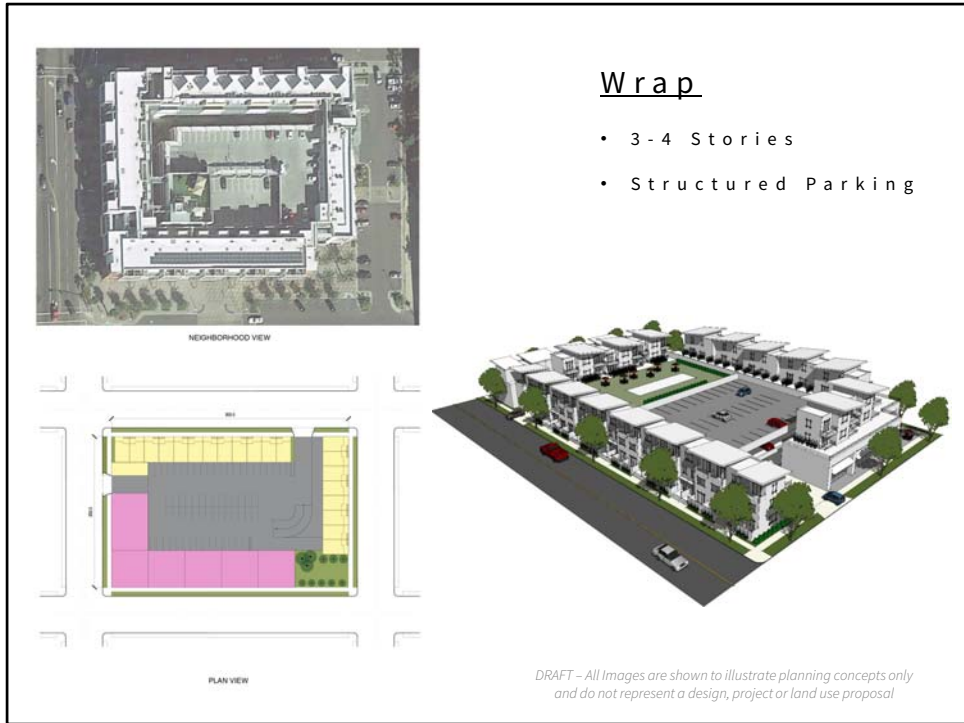 Wrap
• 3-4 Stories
• Structured Parking
NEIGHBORHOOD VIEW
PLAN VIEW
DRAFT – All Images are shown to illustrate planning concepts only
and do not represent a design, project or land use proposal